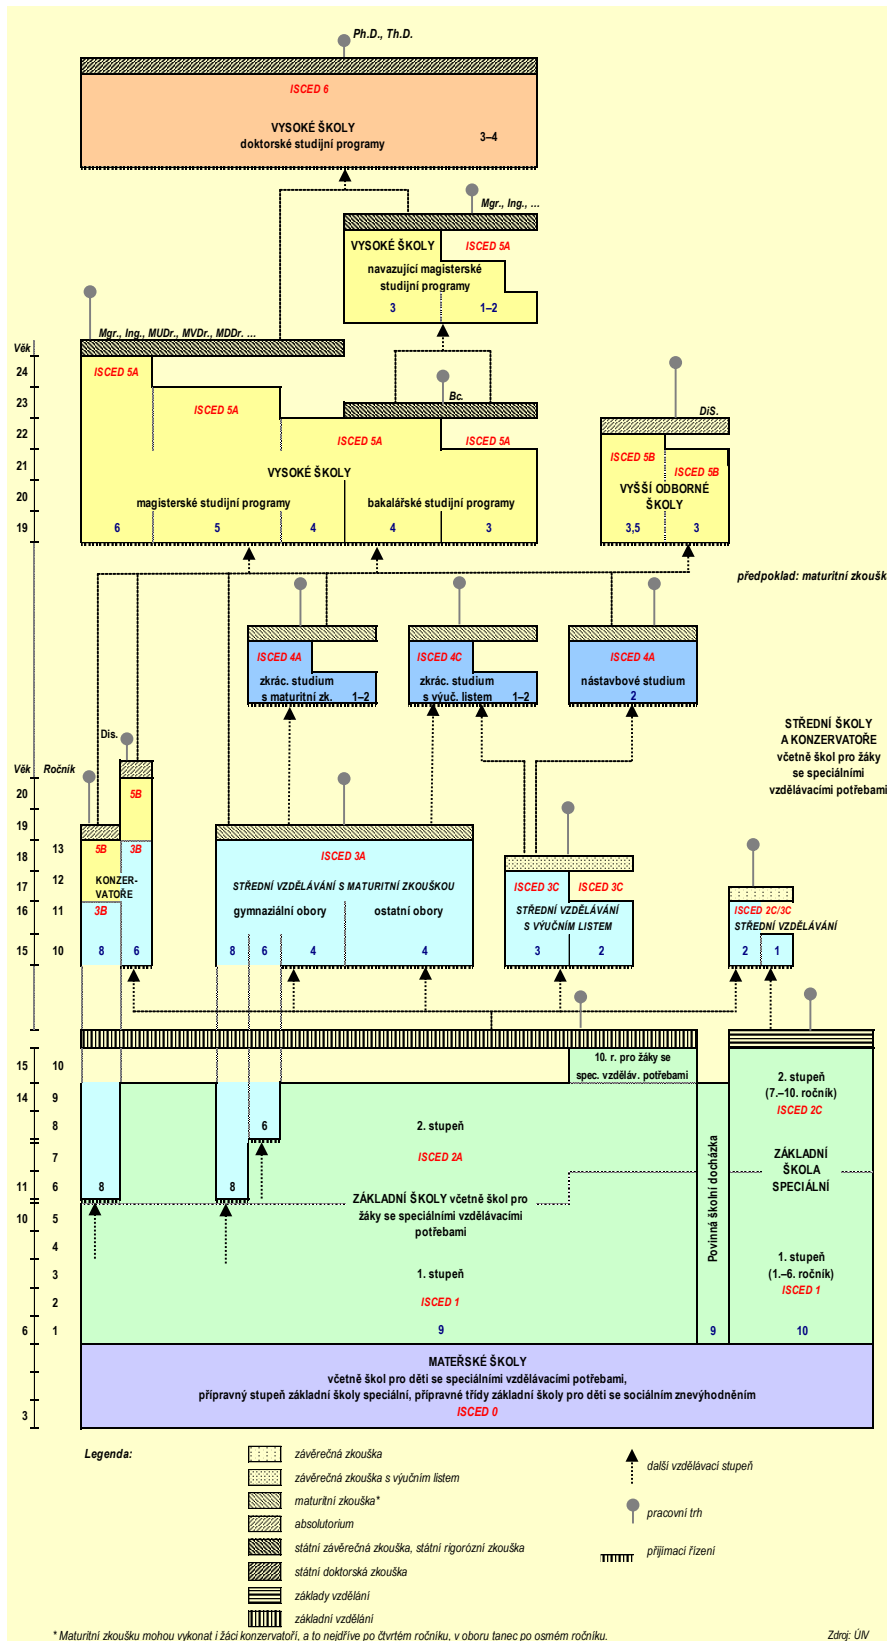 Ph.D., Th.D.
ISCED 6
VYSOKÉ ŠKOLY
doktorské studijní programy
3–4
Mgr., Ing., ...
VYSOKÉ ŠKOLY
ISCED 5A
navazující magisterské
studijní programy
3
1–2
Mgr., Ing., MUDr., MVDr., MDDr. ...
Věk
24
23
22
21
20
19
ISCED 5A
ISCED 5A
Bc.
ISCED 5A
ISCED 5A
VYSOKÉ ŠKOLY
magisterské studijní programy
bakalářské studijní programy
6
5
4
4
3
DiS.
ISCED 5B
ISCED 5B
VYŠŠÍ ODBORNÉ
ŠKOLY
3,5
3
předpoklad: maturitní zkoušk
ISCED 4A
zkrác. studium
s maturitní zk.
1–2
ISCED 4C
zkrác. studium
s výuč. listem
1–2
ISCED 4A
nástavbové studium
2
STŘEDNÍ ŠKOLY
A KONZERVATOŘE
včetně škol pro žáky
se speciálními
vzdělávacími potřebami
Dis.
Věk
Ročník
20
19
18
17
16
15
13
12
11
10
5B
5B
3B
KONZER-
VATOŘE
3B
8
6
ISCED 3A
STŘEDNÍ VZDĚLÁVÁNÍ S MATURITNÍ ZKOUŠKOU
gymnaziální obory
ostatní obory
8
6
4
4
ISCED 3C
ISCED 3C
STŘEDNÍ VZDĚLÁVÁNÍ
S VÝUČNÍM LISTEM
3
2
ISCED 2C/3C
STŘEDNÍ VZDĚLÁVÁNÍ
2
1
15
14
11
10
6
3
10
9
8
7
6
5
4
3
2
1
10. r. pro žáky se
spec. vzděláv. potřebami
8
8
6
2. stupeň
ISCED 2A
ZÁKLADNÍ ŠKOLY včetně škol pro
žáky se speciálními vzdělávacími
potřebami
1. stupeň
ISCED 1
9
Povinná školní docházka
9
2. stupeň
(7.–10. ročník)
ISCED 2C
ZÁKLADNÍ
ŠKOLA
SPECIÁLNÍ
1. stupeň
(1.–6. ročník)
ISCED 1
10
MATEŘSKÉ ŠKOLY
včetně škol pro děti se speciálními vzdělávacími potřebami,
přípravný stupeň základní školy speciální, přípravné třídy základní školy pro děti se sociálním znevýhodněním
ISCED 0
Legenda:
závěrečná zkouška
závěrečná zkouška s výučním listem
maturitní zkouška*
absolutorium
státní závěrečná zkouška, státní rigorózní zkouška
státní doktorská zkouška
základy vzdělání
základní vzdělání
další vzdělávací stupeň
pracovní trh
přijímací řízení
* Maturitní zkoušku mohou vykonat i žáci konzervatoří, a to nejdříve po čtvrtém ročníku, v oboru tanec po osmém ročníku.
Zdroj: ÚIV